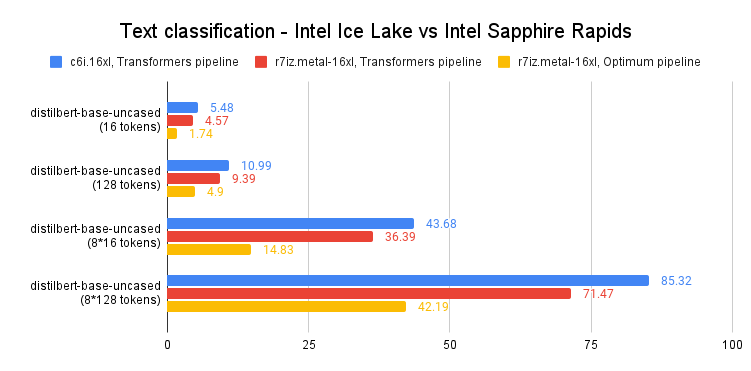 Text classification - Intel Ice Lake vs Intel Sapphire Rapids
c6i.16xl, Transformers pipeline r7iz.metal-16xl, Transformers pipeline r7iz.metal-16xl, Optimum pipeline
distilbert-base-uncased
(16 tokens)
5.48
4.57
1.74
distilbert-base-uncased
(128 tokens)
10.99
9.39
4.9
distilbert-base-uncased
(8*16 tokens)
43.68
36.39
14.83
distilbert-base-uncased
(8*128 tokens)
85.32
71.47
42.19
0 25 50 75 100